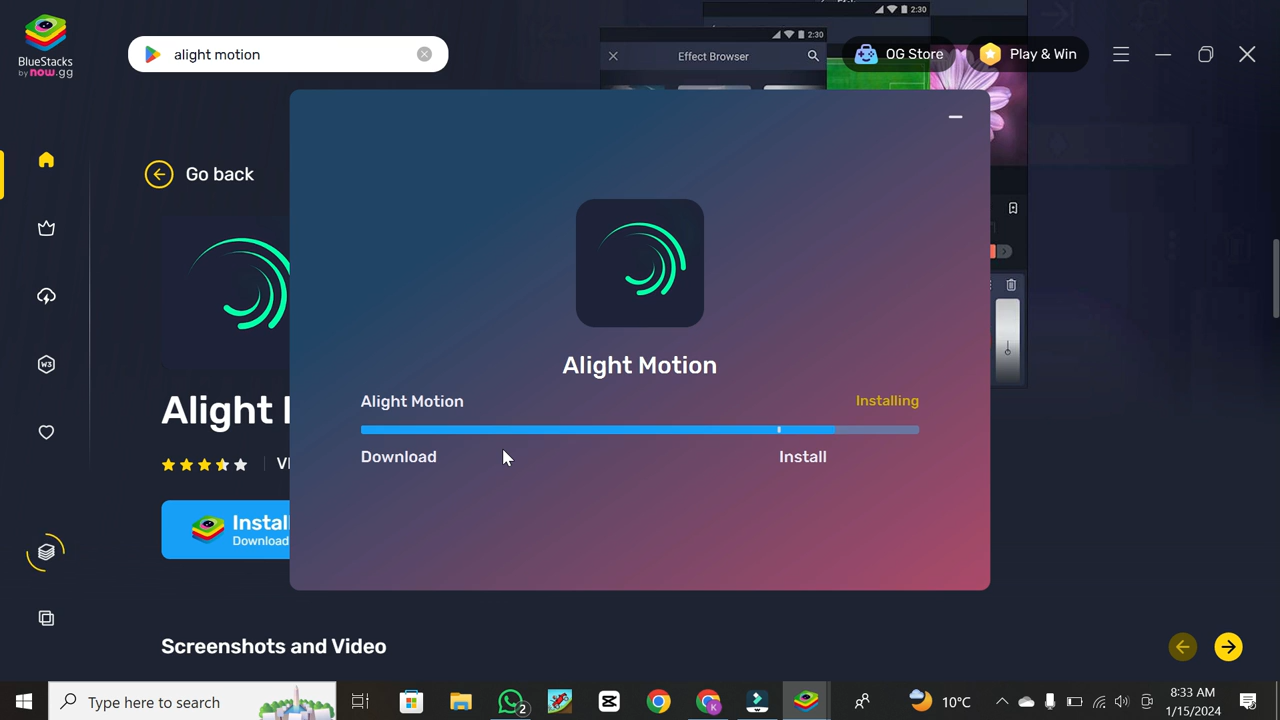 2:30
2:30
BlueStacks
by now.gg
alight motion
Effect Browser
OG Store
Play & Win
Go back
W3
Alight Motion
Alight Motion
Installing
Download
Install
Alight
Install
Download
Screenshots and Video
Type here to search
2
10°C
8:33 AM
1/15/2024